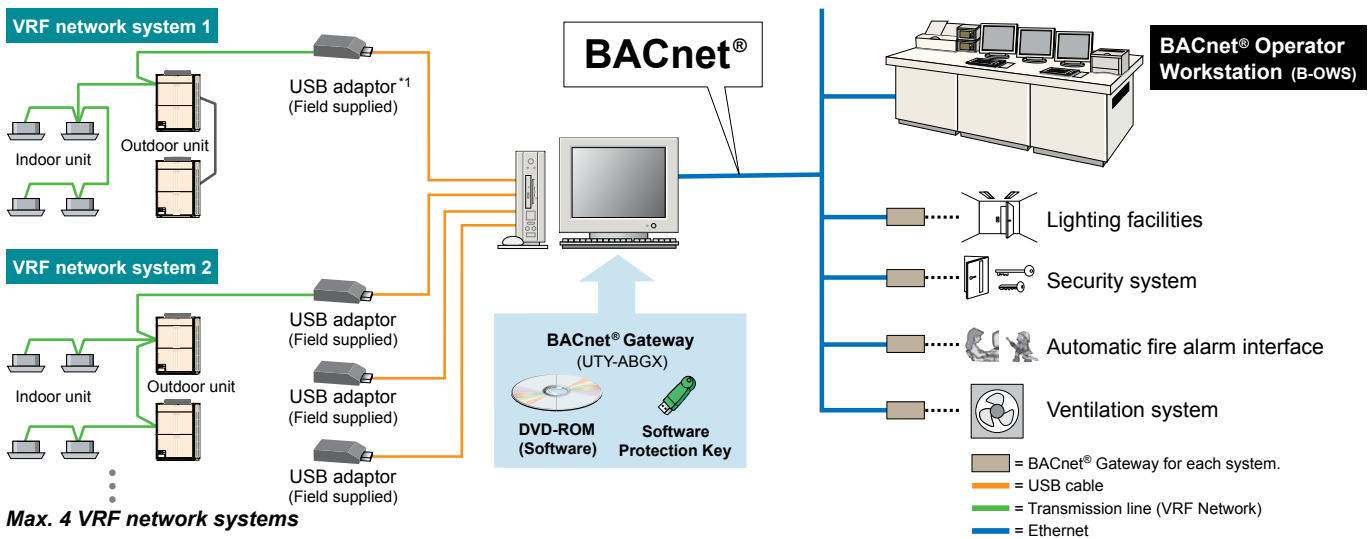 VRF network system 1
USB adaptor*1
(Field supplied)
Indoor unit
Outdoor unit
VRF network system 2
USB adaptor
(Field supplied)
Indoor unit
Outdoor unit
USB adaptor
(Field supplied)
USB adaptor
(Field supplied)
Max. 4 VRF network systems
BACnet®
BACnet® Gateway
(UTY-ABGX)
DVD-ROM
(Software)
Software
Protection Key
BACnet® Operator
Workstation (B-OWS)
Lighting facilities
Security system
Automatic fire alarm interface
Ventilation system
= BACnet® Gateway for each system.
= USB cable
= Transmission line (VRF Network)
= Ethernet